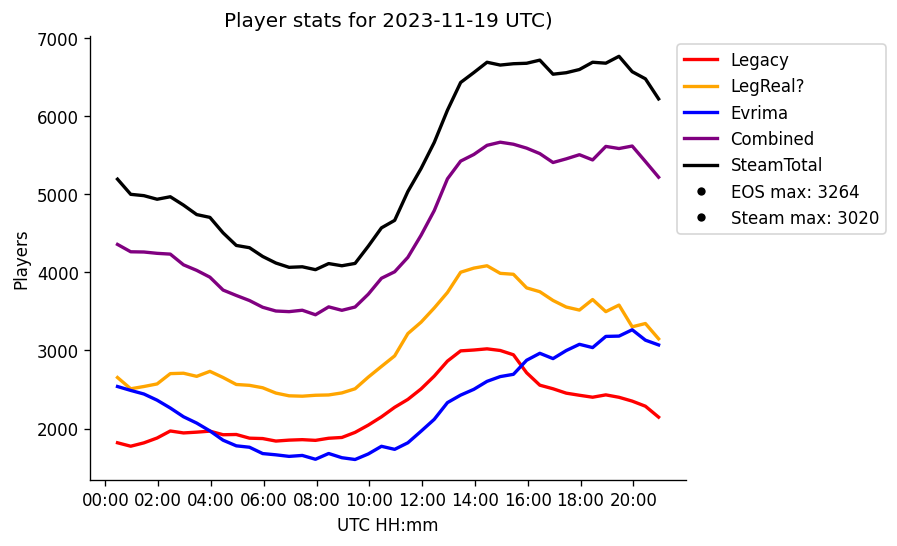 Player stats for 2023-11-19 UTC)
7000
6000
5000
4000
3000
2000
Players
00:00 02:00 04:00 06:00 08:00 10:00 12:00 14:00 16:00 18:00 20:00
UTC HH:mm
Legacy
LegReal?
Evrima
Combined
SteamTotal
EOS max: 3264
Steam max: 3020